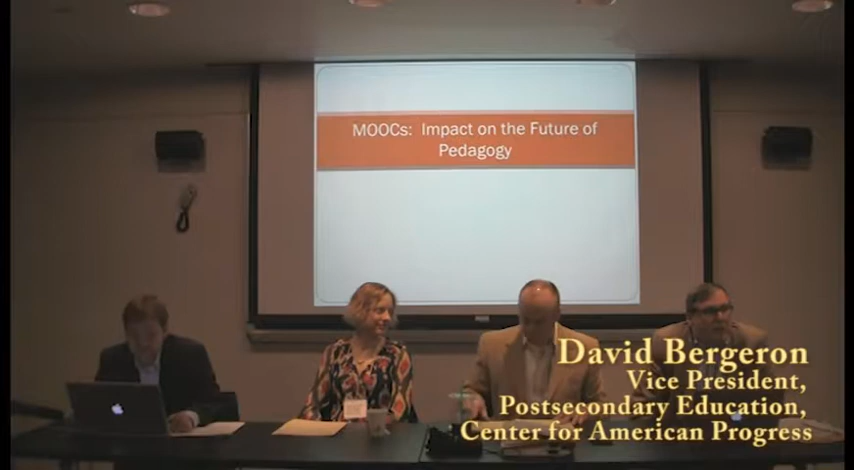 MOOCs: Impact on the Future of
Pedagogy
David Bergeron
Vice President,
Postsecondary Education,
Center for American Progress